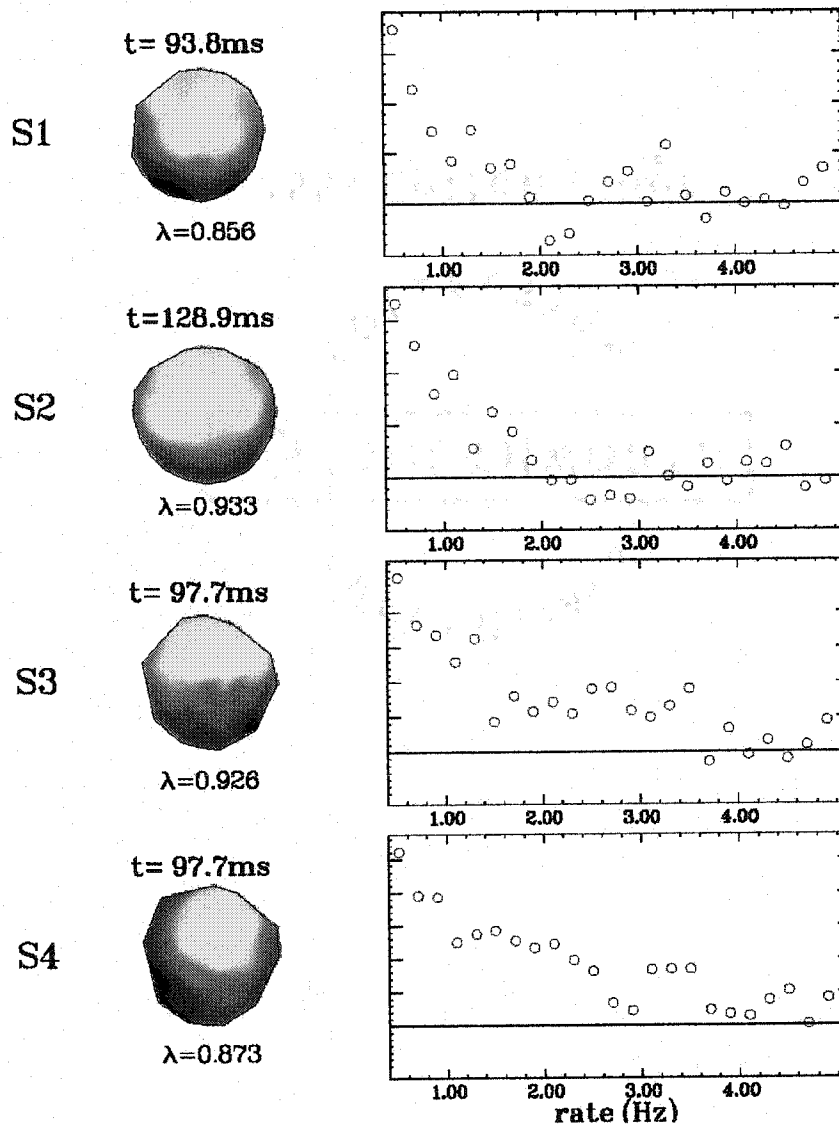 t= 93.8ms
S1
λ=0.856
1.00 2.00 3.00 4.00
t=128.9ms
S2
λ=0.933
1.00 2.00 3.00 4.00
t= 97.7ms
S3
λ=0.926
1.00 2.00 3.00 4.00
t= 97.7ms
S4
λ=0.873
1.00 2.00 3.00 4.00
rate (Hz)